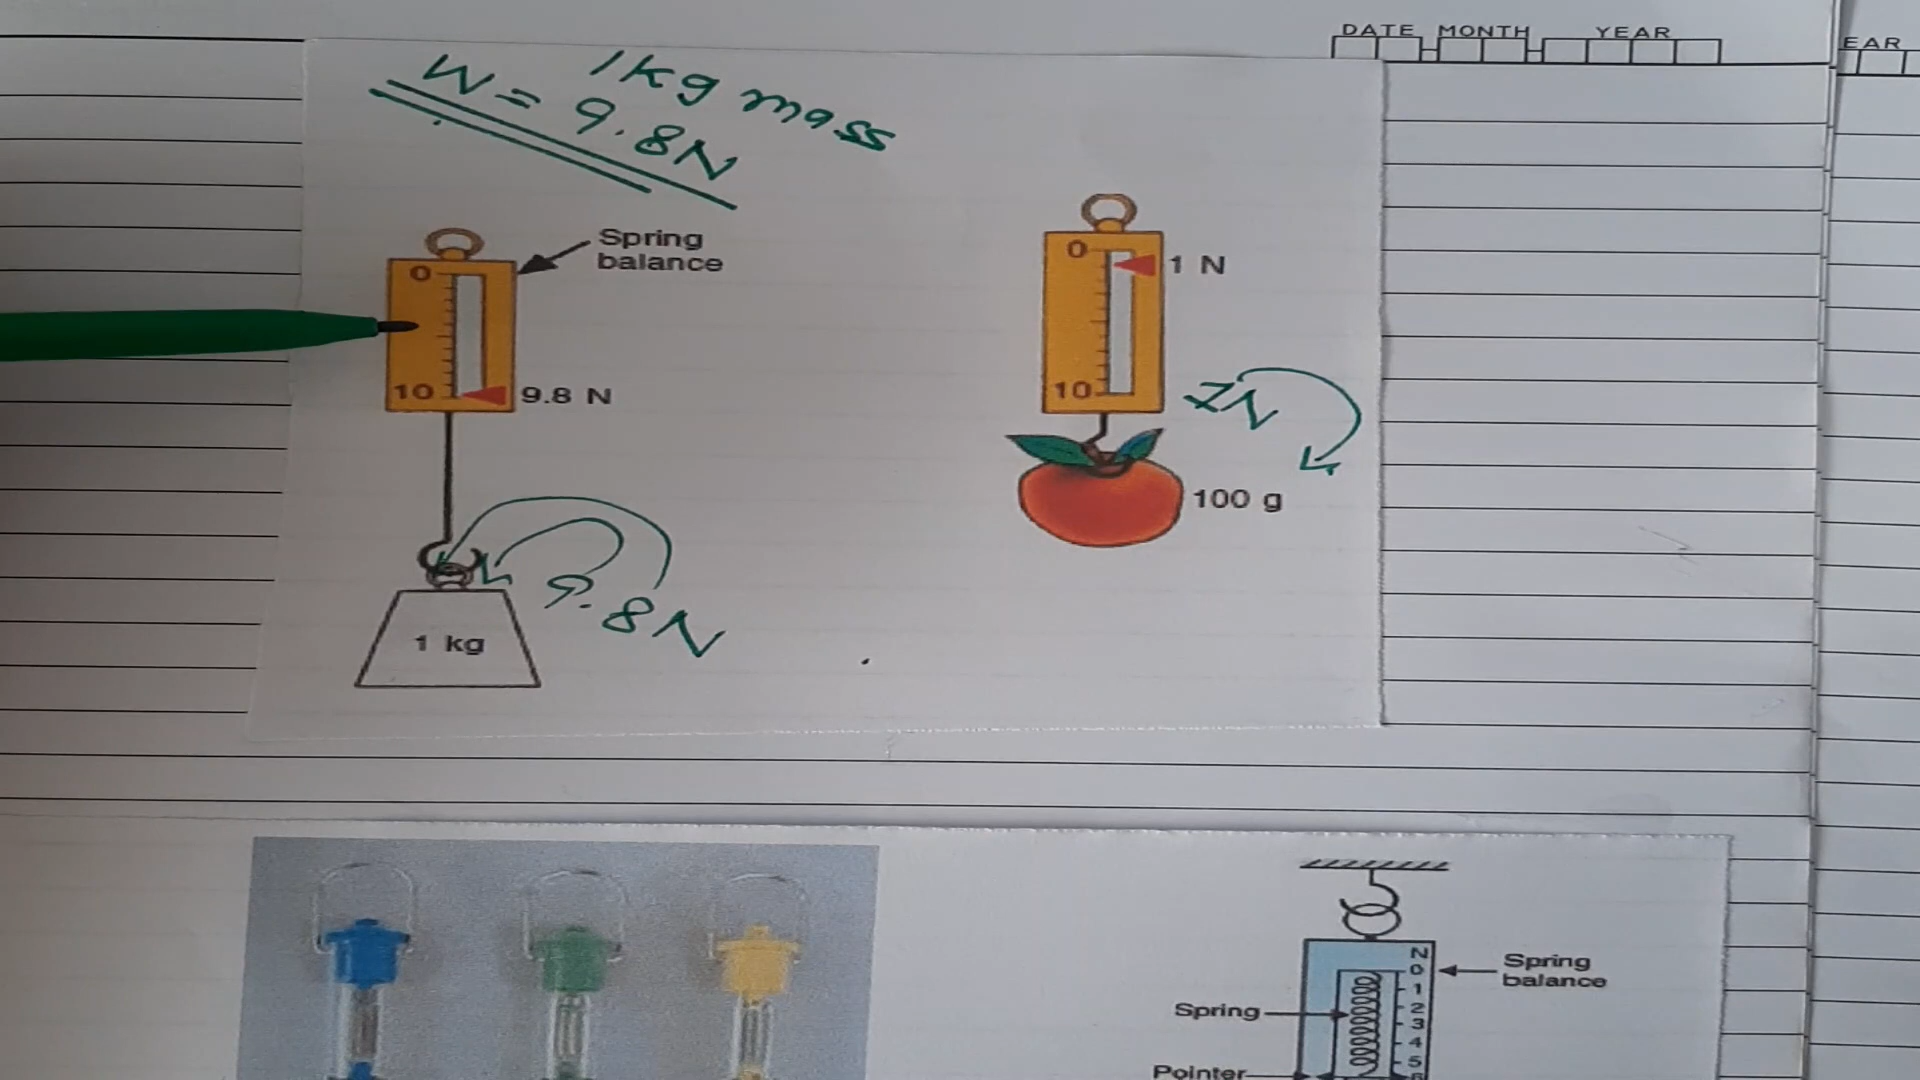 DATE MONTH YEAR
EAR
1kg mass
W = 9.8N
Spring
balance
0
10
9.8 N
9.8N
1 kg
0
1 N
10
1N
100 g
N
0
1
2
3
4
5
Spring
balance
Spring
Pointer